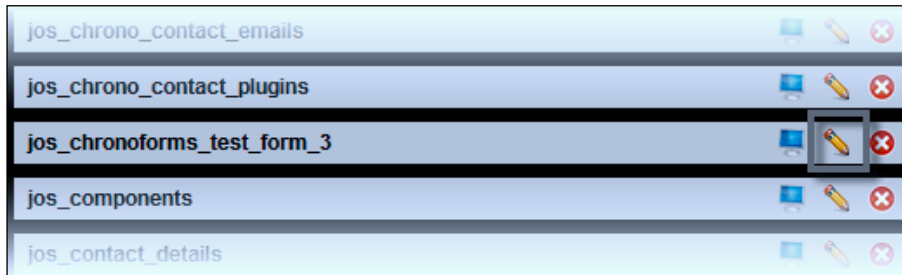 jos_chrono_contact_emails
jos_chrono_contact_plugins
jos_chronoforms_test_form_3
jos_components
jos_contact_details